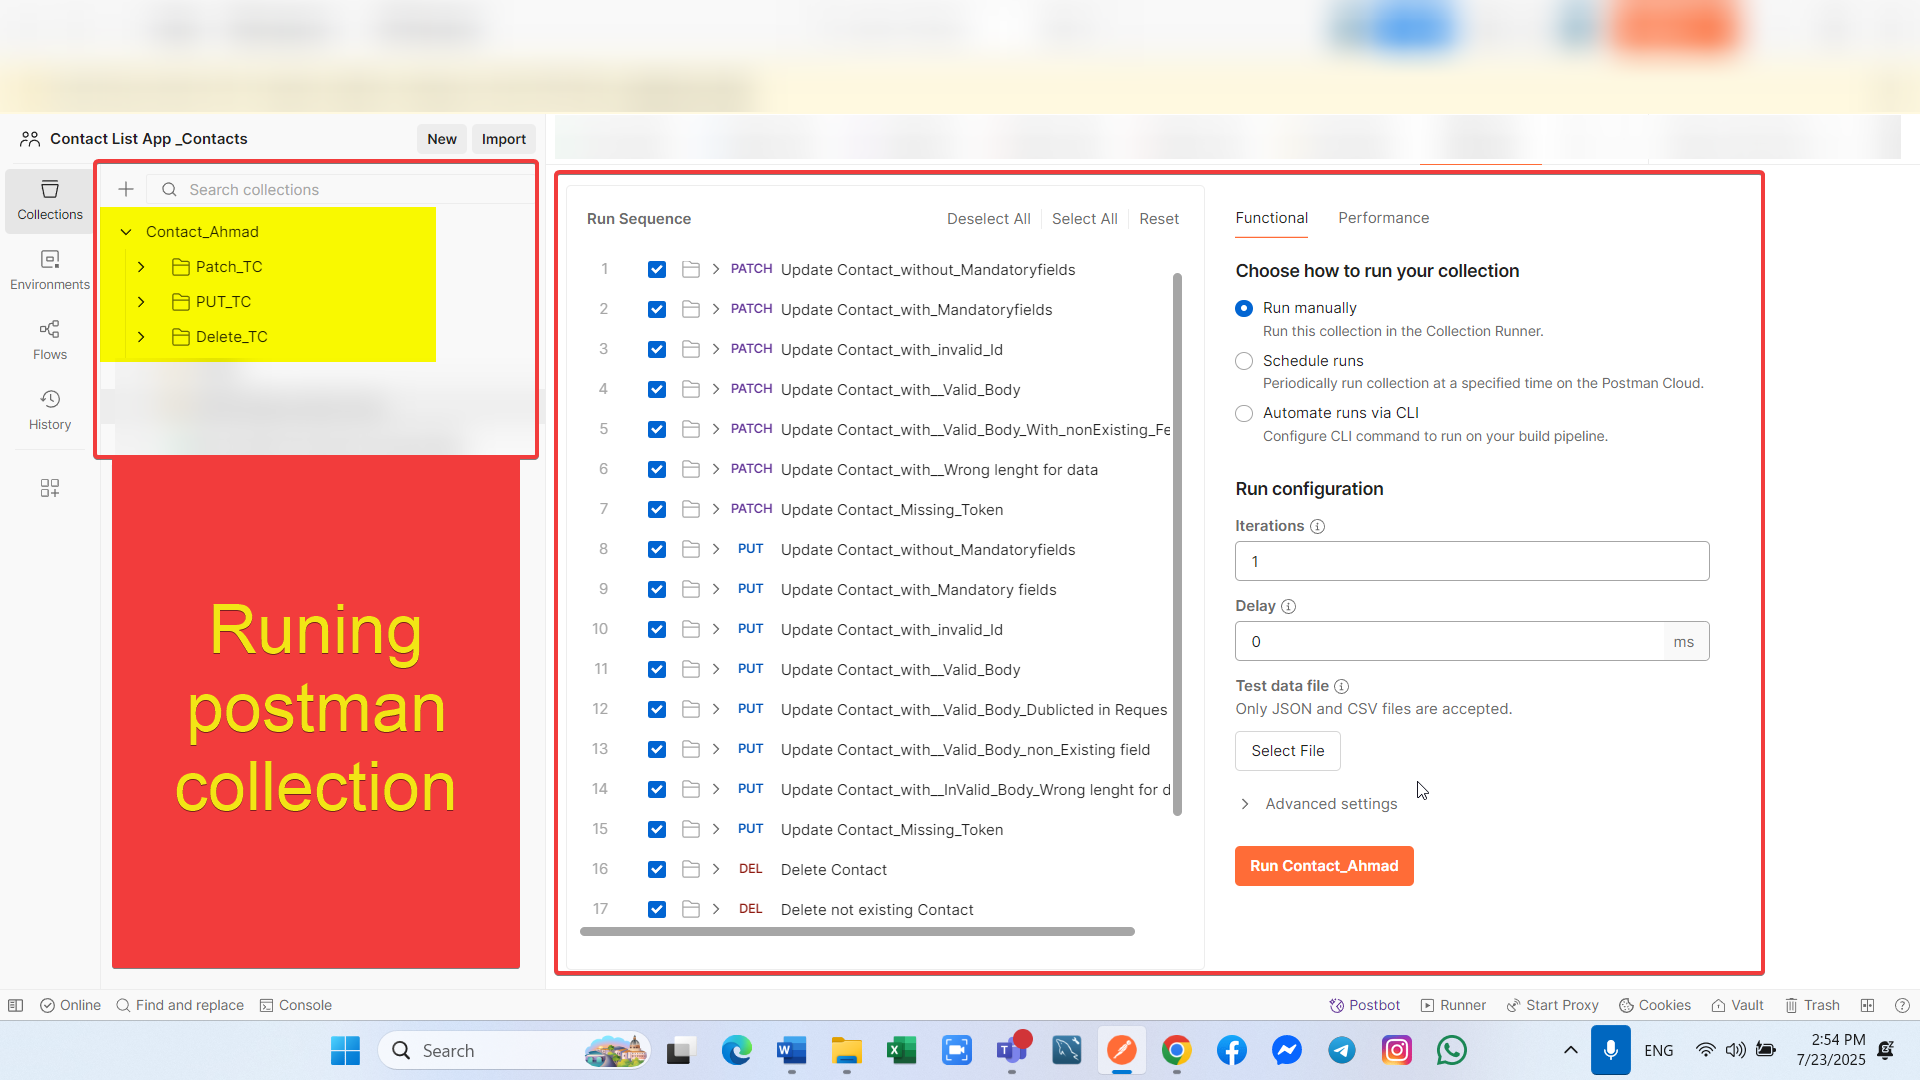 Contact List App _Contacts
New
Import
Search collections
Collections
Environments
Flows
History
Contact_Ahmad
Patch_TC
PUT_TC
Delete_TC
Runing
postman
collection
Run Sequence
Deselect All
Select All
Reset
1 PATCH Update Contact_without_Mandatoryfields
2 PATCH Update Contact_with_Mandatoryfields
3 PATCH Update Contact_with_invalid_Id
4 PATCH Update Contact_with__Valid_Body
5 PATCH Update Contact_with__Valid_Body_With_nonExisting_Fe
6 PATCH Update Contact_with__Wrong lenght for data
7 PATCH Update Contact_Missing_Token
8 PUT Update Contact_without_Mandatoryfields
9 PUT Update Contact_with_Mandatory fields
10 PUT Update Contact_with_invalid_Id
11 PUT Update Contact_with__Valid_Body
12 PUT Update Contact_with__Valid_Body_Dublicted in Reques
13 PUT Update Contact_with__Valid_Body_non_Existing field
14 PUT Update Contact_with__InValid_Body_Wrong lenght for d
15 PUT Update Contact_Missing_Token
16 DEL Delete Contact
17 DEL Delete not existing Contact
Functional
Performance
Choose how to run your collection
Run manually
Run this collection in the Collection Runner.
Schedule runs
Periodically run collection at a specified time on the Postman Cloud.
Automate runs via CLI
Configure CLI command to run on your build pipeline.
Run configuration
Iterations
1
Delay
0 ms
Test data file
Only JSON and CSV files are accepted.
Select File
Advanced settings
Run Contact_Ahmad
Online
Find and replace
Console
Postbot
Runner
Start Proxy
Cookies
Vault
Trash
Search
ENG
2:54 PM
7/23/2025